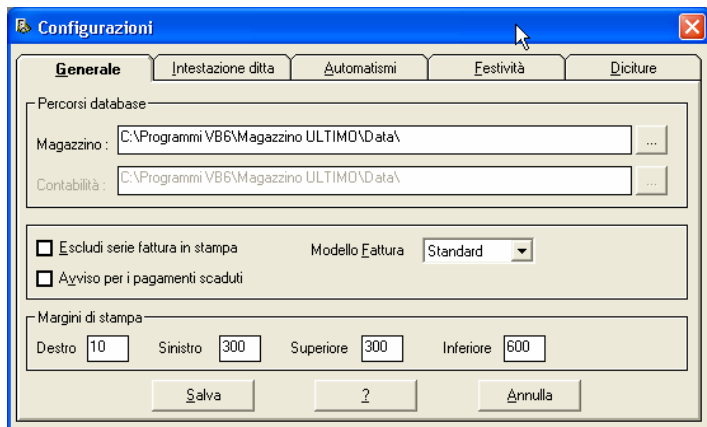 Configurazioni
Generale Intestazione ditta Automatismi Festività Diciture
Percorsi database
Magazzino : C:\Programmi VB6\Magazzino ULTIMO\Data\ ...
Contabilità : C:\Programmi VB6\Magazzino ULTIMO\Data\ ...
Escludi serie fattura in stampa Modello Fattura Standard
Avviso per i pagamenti scaduti
Margini di stampa
Destro 10 Sinistro 300 Superiore 300 Inferiore 600
Salva ? Annulla